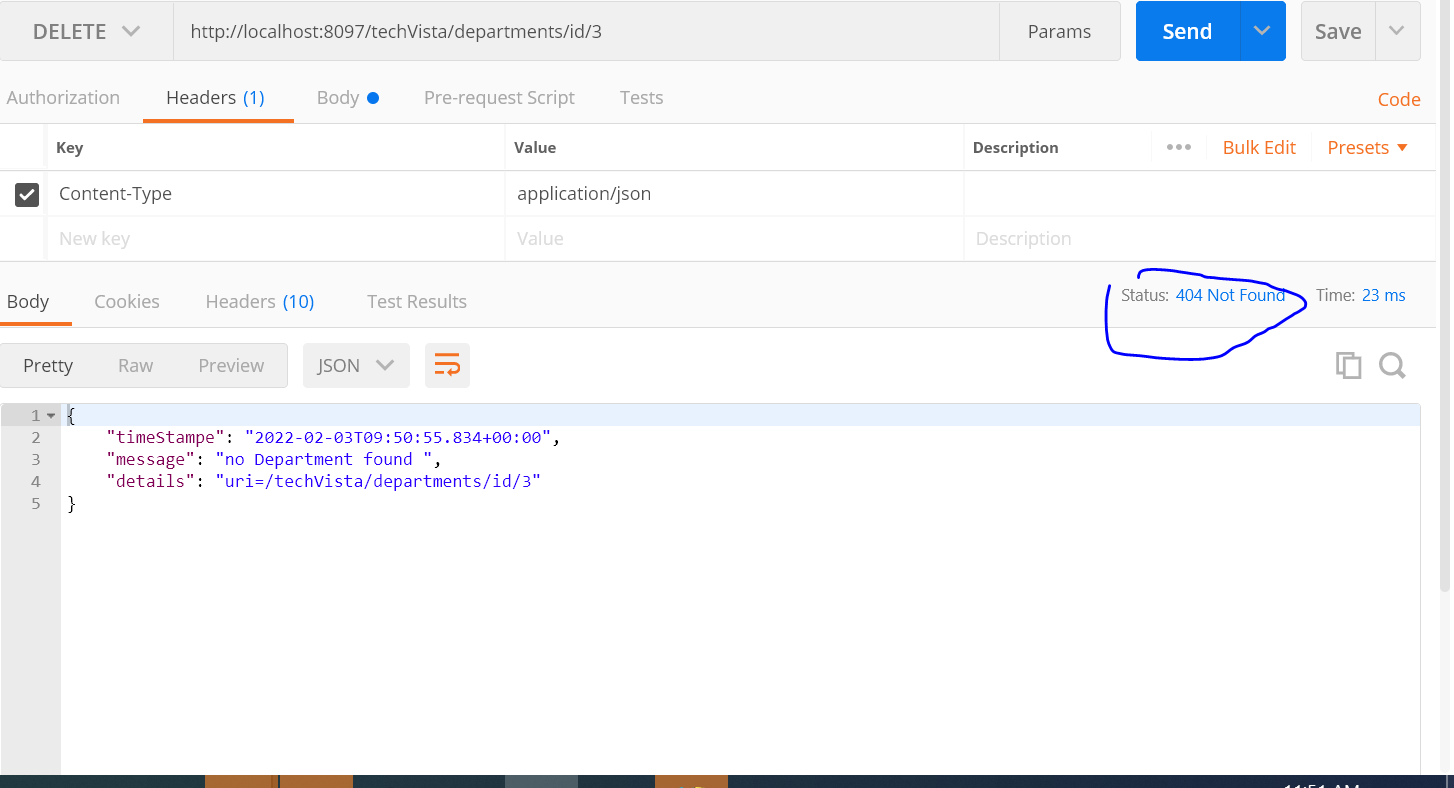 DELETE http://localhost:8097/techVista/departments/id/3 Params Send Save
Authorization Headers (1) Body Pre-request Script Tests Code
Key Value Description ••• Bulk Edit Presets
Content-Type application/json
New key Value Description
Body Cookies Headers (10) Test Results Status: 404 Not Found Time: 23 ms
Pretty Raw Preview JSON
1 {
2 "timeStampe": "2022-02-03T09:50:55.834+00:00",
3 "message": "no Department found ",
4 "details": "uri=/techVista/departments/id/3"
5 }
11:51 AM